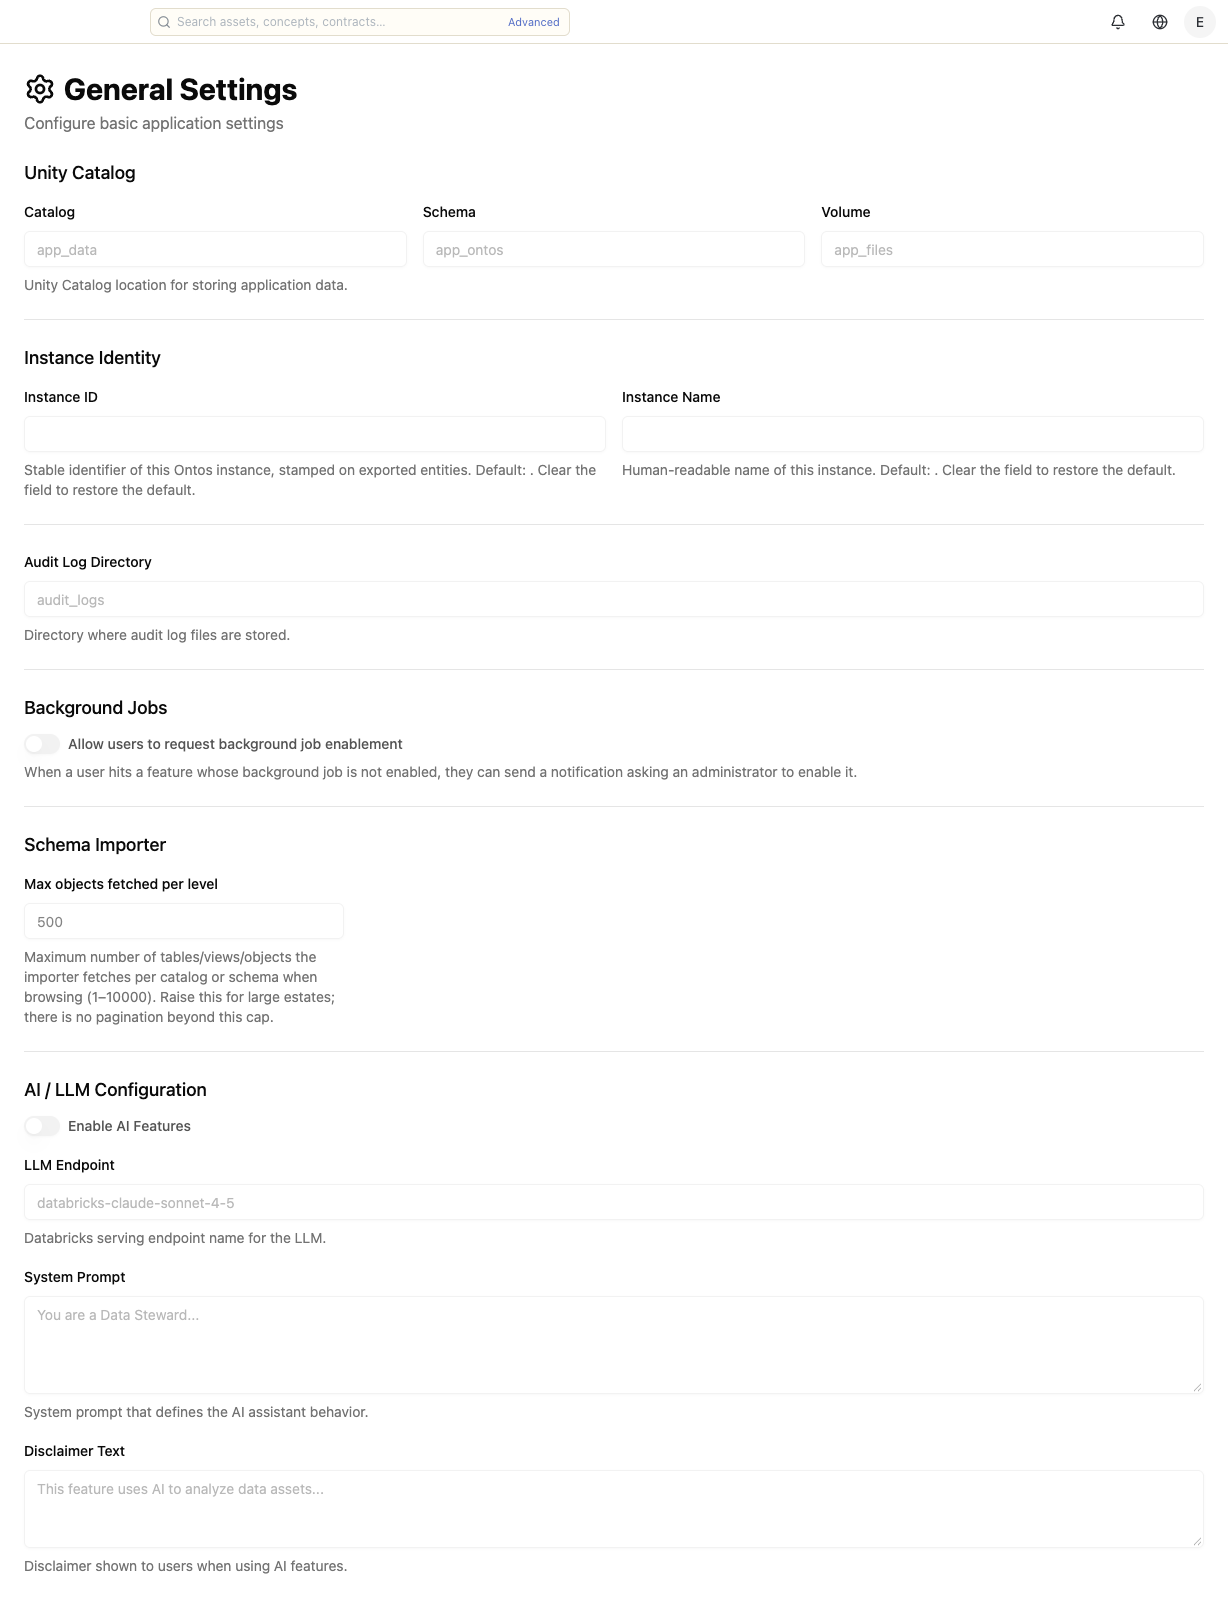 Search assets, concepts, contracts...
Advanced
E
General Settings
Configure basic application settings
Unity Catalog
Catalog
Schema
Volume
app_data
app_ontos
app_files
Unity Catalog location for storing application data.
Instance Identity
Instance ID
Instance Name
Stable identifier of this Ontos instance, stamped on exported entities. Default: . Clear the
field to restore the default.
Human-readable name of this instance. Default: . Clear the field to restore the default.
Audit Log Directory
audit_logs
Directory where audit log files are stored.
Background Jobs
Allow users to request background job enablement
When a user hits a feature whose background job is not enabled, they can send a notification asking an administrator to enable it.
Schema Importer
Max objects fetched per level
500
Maximum number of tables/views/objects the
importer fetches per catalog or schema when
browsing (1–10000). Raise this for large estates;
there is no pagination beyond this cap.
AI / LLM Configuration
Enable AI Features
LLM Endpoint
databricks-claude-sonnet-4-5
Databricks serving endpoint name for the LLM.
System Prompt
You are a Data Steward...
System prompt that defines the AI assistant behavior.
Disclaimer Text
This feature uses AI to analyze data assets...
Disclaimer shown to users when using AI features.